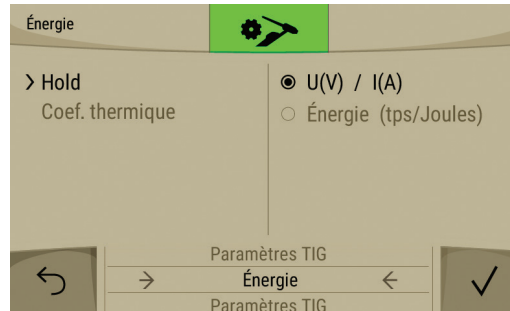 Énergie
> Hold
Coef. thermique
U(V) / I(A)
Énergie (tps/Joules)
Paramètres TIG
→ Énergie ←
Paramètres TIG